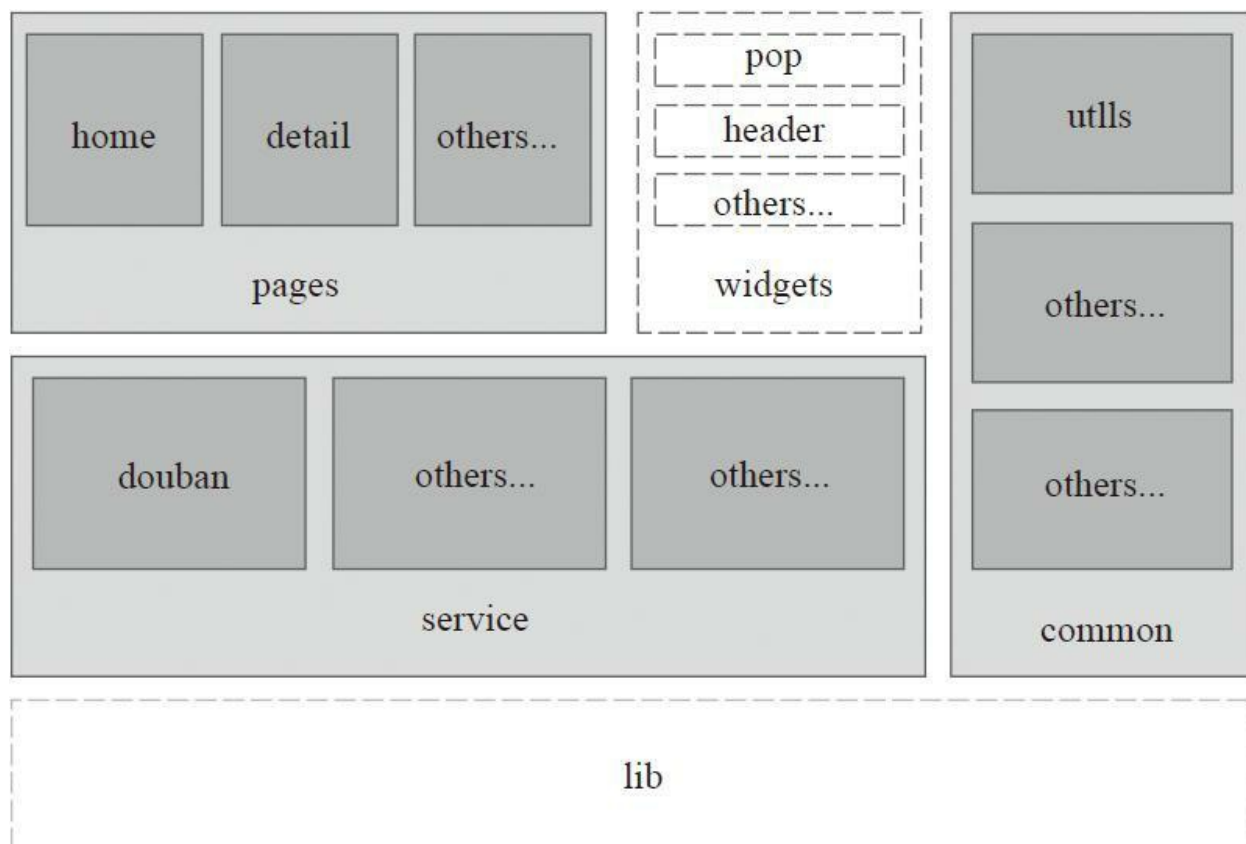 home
detail
others...
pages
pop
header
others...
widgets
utlls
others...
others...
common
douban
others...
others...
service
lib